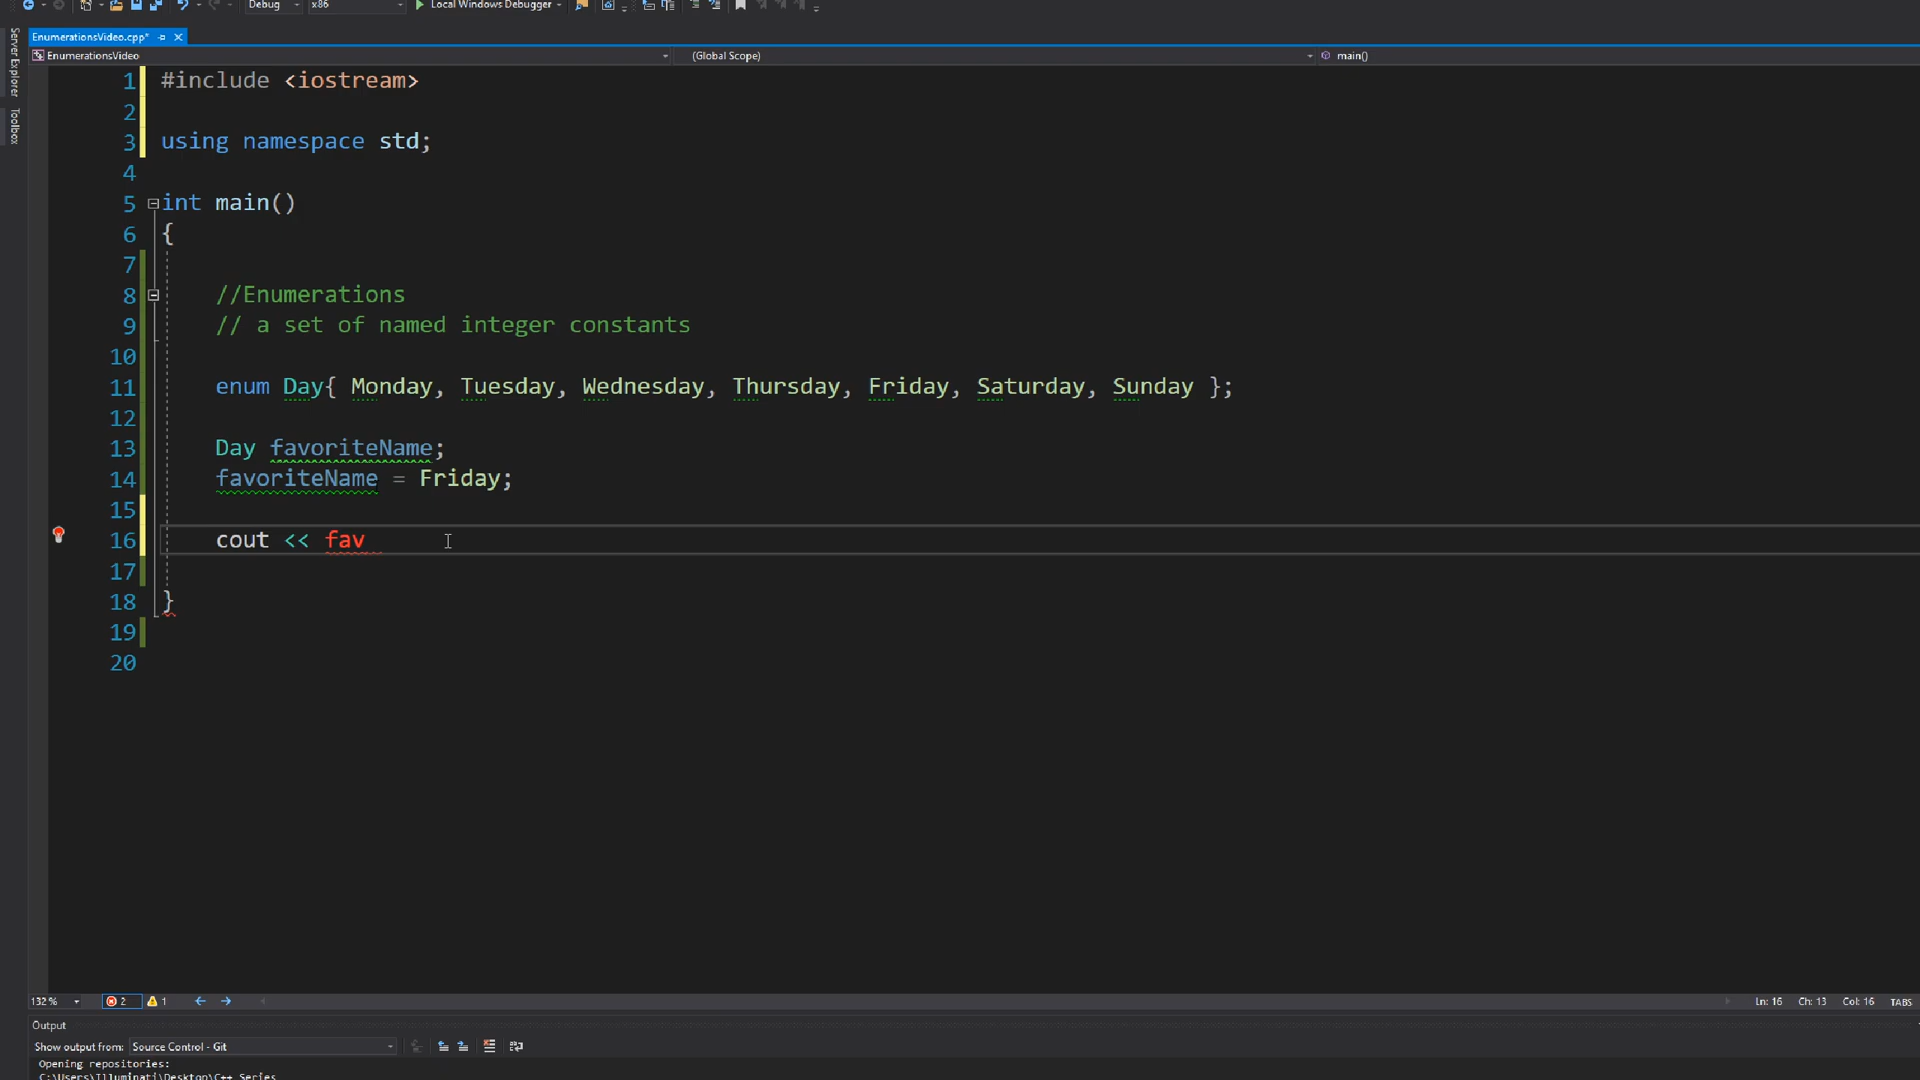 Debug x86 Local Windows Debugger
Server Explorer
Toolbox
EnumerationsVideo.cpp*
EnumerationsVideo (Global Scope) main()
1 #include <iostream>
2
3 using namespace std;
4
5 int main()
6 {
7
8 //Enumerations
9 // a set of named integer constants
10
11 enum Day{ Monday, Tuesday, Wednesday, Thursday, Friday, Saturday, Sunday };
12
13 Day favoriteName;
14 favoriteName = Friday;
15
16 cout << fav
17
18 }
19
20
132 % 2 1 Ln: 16 Ch: 13 Col: 16 TABS
Output
Show output from: Source Control - Git
Opening repositories:
C:\Users\Illuminati\Desktop\C++ Series